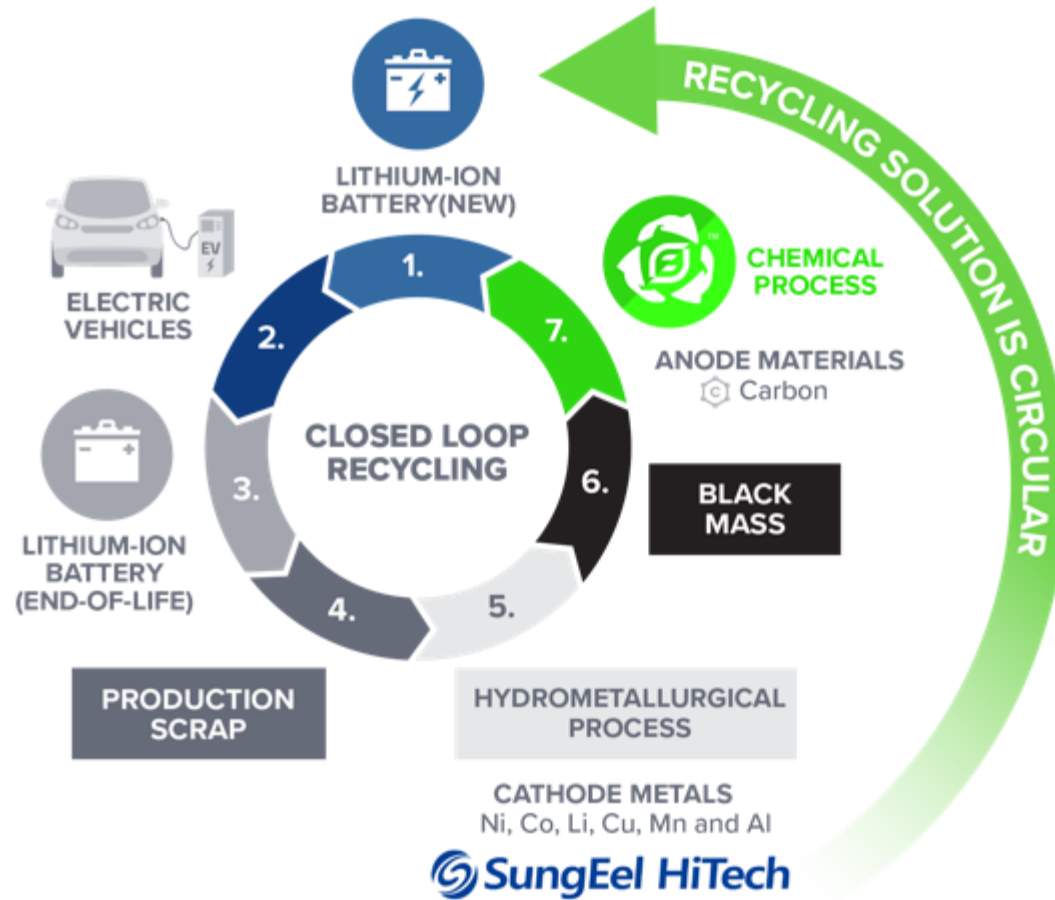 LITHIUM-ION
BATTERY(NEW)
RECYCLING SOLUTION IS CIRCULAR
EV
ELECTRIC
VEHICLES
1.
2.
3.
4.
5.
6.
7.
CLOSED LOOP
RECYCLING
TM
CHEMICAL
PROCESS
ANODE MATERIALS
C Carbon
BLACK
MASS
LITHIUM-ION
BATTERY
(END-OF-LIFE)
PRODUCTION
SCRAP
HYDROMETALLURGICAL
PROCESS
CATHODE METALS
Ni, Co, Li, Cu, Mn and Al
SungEel HiTech